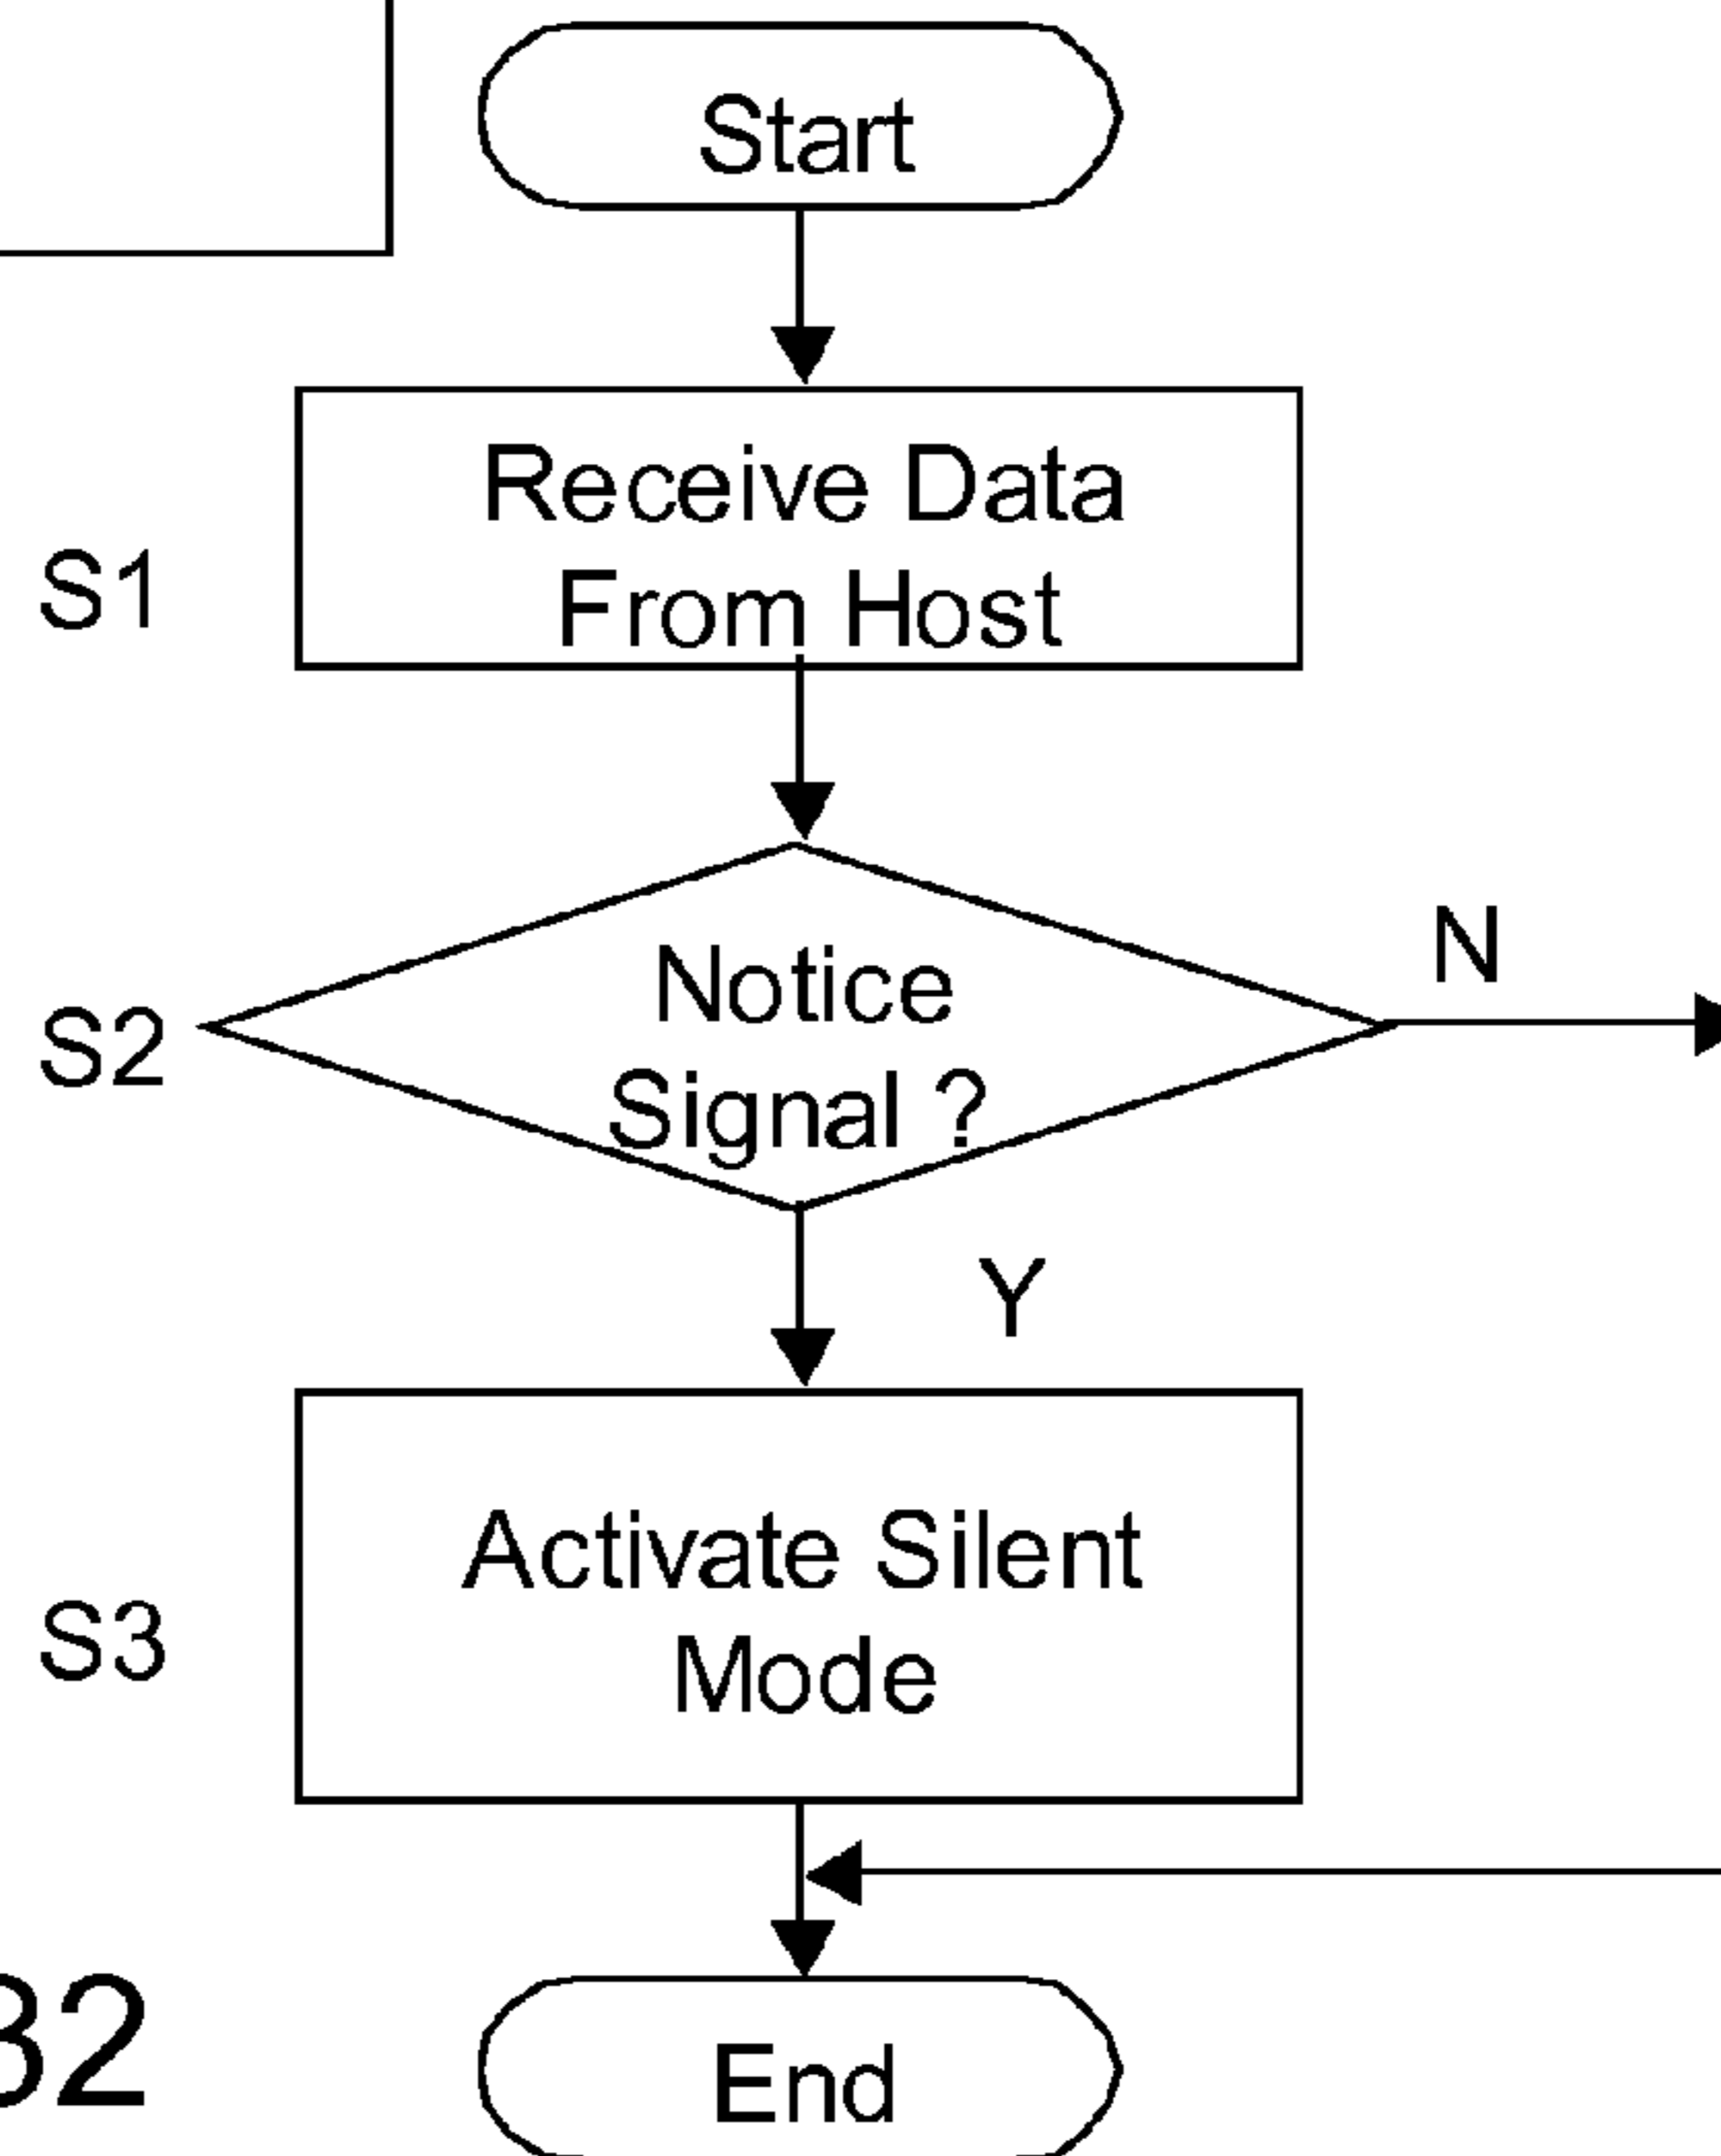 Start
Receive Data
From Host
S1
Notice
Signal ?
N
S2
Y
Activate Silent
Mode
S3
End